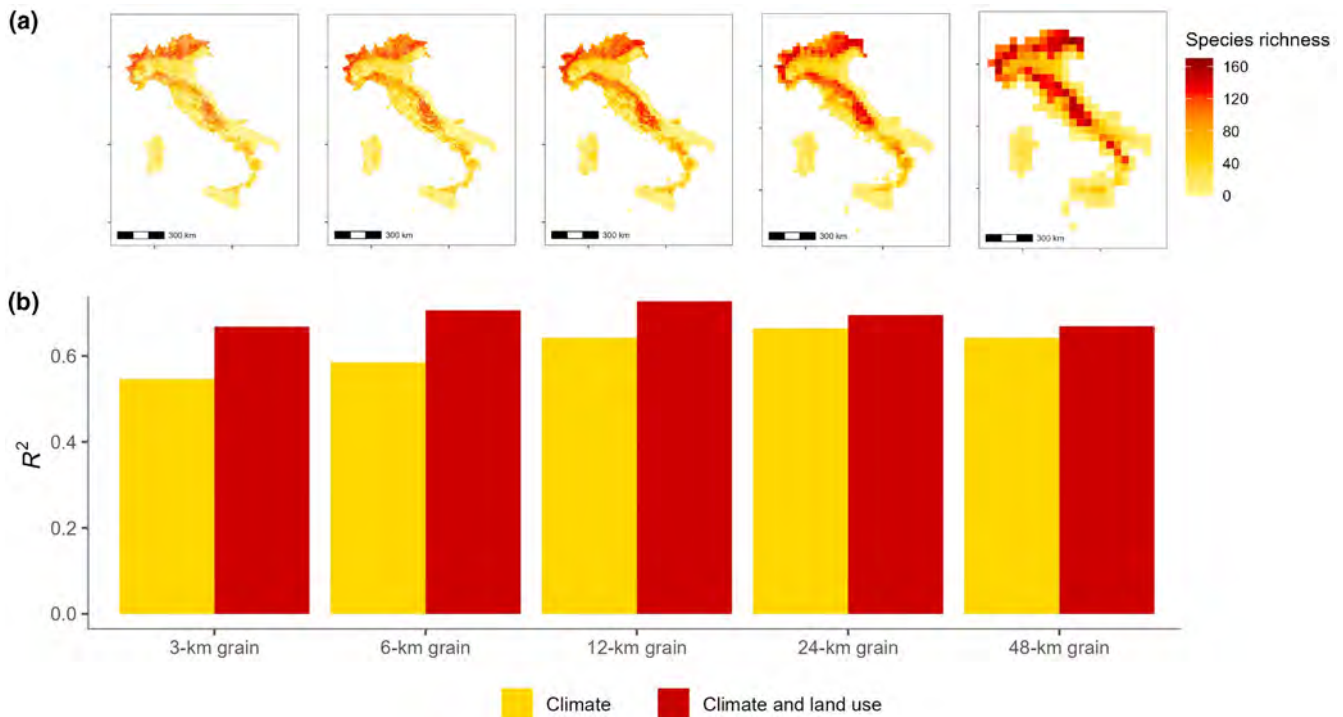 (a)
300 km
300 km
300 km
300 km
300 km
Species richness
160
120
80
40
0
(b)
R²
0.6
0.4
0.2
0.0
3-km grain
6-km grain
12-km grain
24-km grain
48-km grain
Climate
Climate and land use